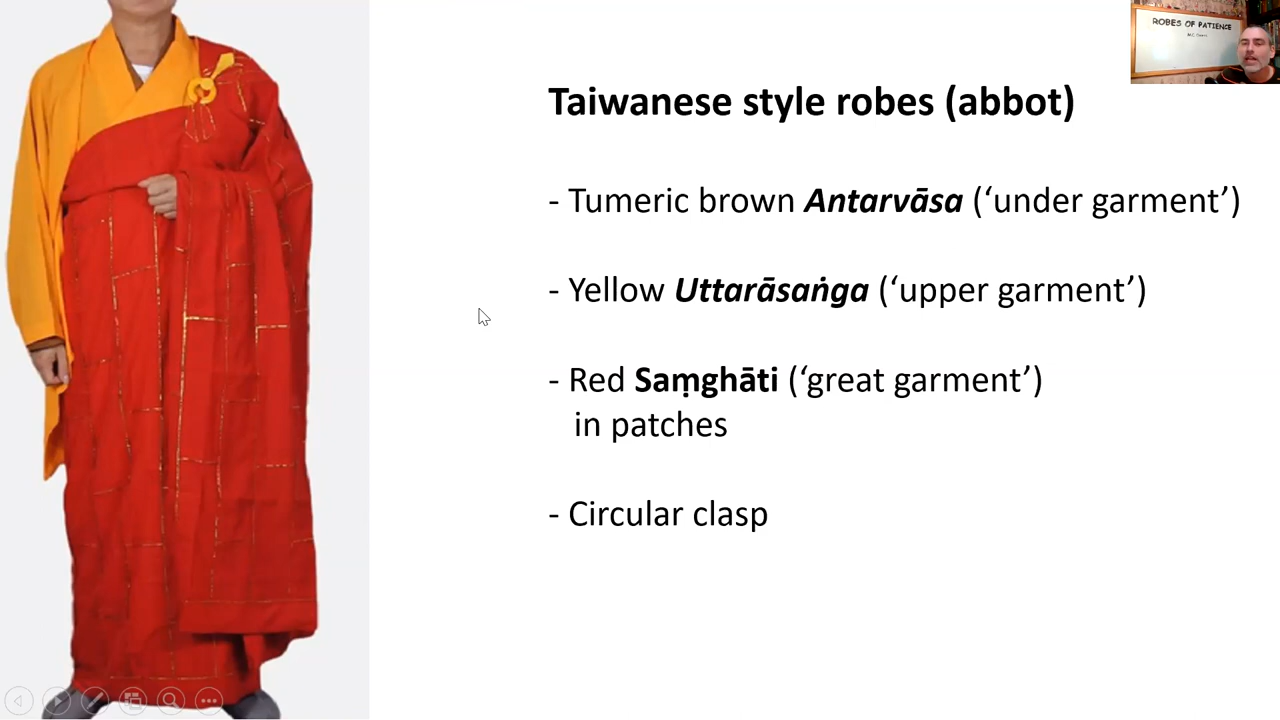 Taiwanese style robes (abbot)
- Tumeric brown Antarvāsa (‘under garment’)
- Yellow Uttarāsaṅga (‘upper garment’)
- Red Saṃghāti (‘great garment’)
in patches
- Circular clasp
ROBES OF PATIENCE